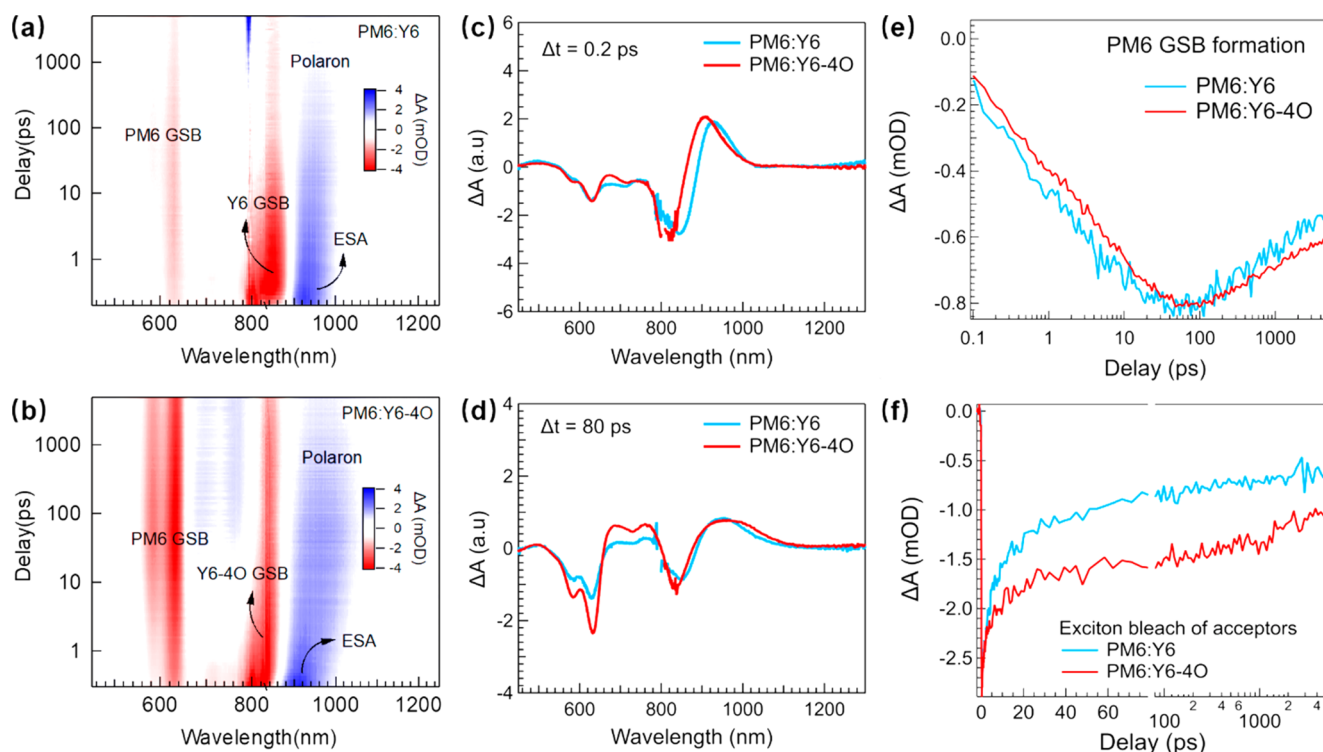 (a)
PM6:Y6
Polaron
ΔA (mOD)
4
2
0
-2
-4
PM6 GSB
Y6 GSB
ESA
Delay(ps)
1000
100
10
1
600
800
1000
1200
Wavelength(nm)
(b)
PM6:Y6-4O
Polaron
ΔA (mOD)
4
2
0
-2
-4
PM6 GSB
Y6-4O GSB
ESA
Delay(ps)
1000
100
10
1
600
800
1000
1200
Wavelength(nm)
(c)
Δt = 0.2 ps
PM6:Y6
PM6:Y6-4O
ΔA (a.u)
6
4
2
0
-2
-4
-6
600
800
1000
1200
Wavelength (nm)
(d)
Δt = 80 ps
PM6:Y6
PM6:Y6-4O
ΔA (a.u)
4
2
0
-2
-4
600
800
1000
1200
Wavelength (nm)
(e)
PM6 GSB formation
PM6:Y6
PM6:Y6-4O
ΔA (mOD)
0.0
-0.2
-0.4
-0.6
-0.8
0.1
1
10
100
1000
Delay (ps)
(f)
ΔA (mOD)
0.0
-0.5
-1.0
-1.5
-2.0
-2.5
Exciton bleach of acceptors
PM6:Y6
PM6:Y6-4O
0
20
40
60
100
2
4
6
1000
2
4
Delay (ps)